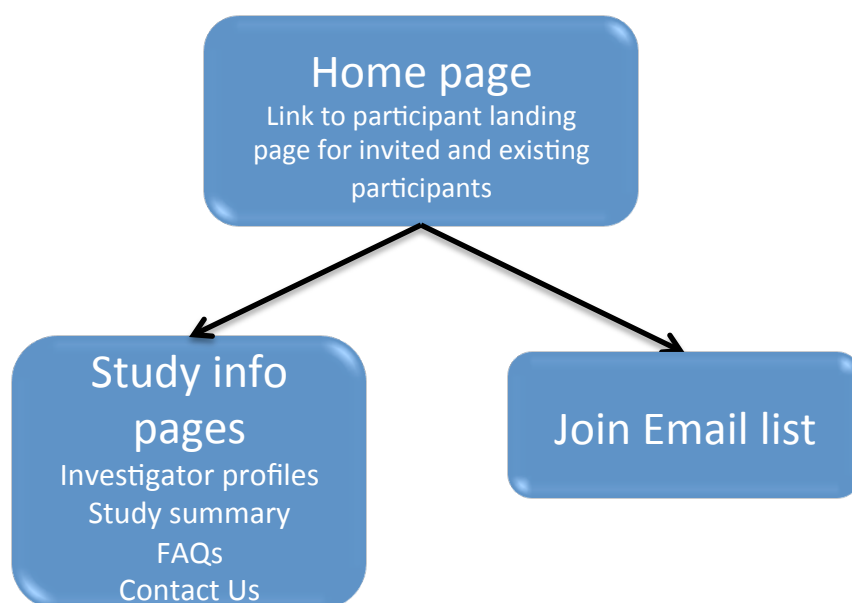 Home page
Link to participant landing
page for invited and existing
participants
Study info
pages
Investigator profiles
Study summary
FAQs
Contact Us
Join Email list